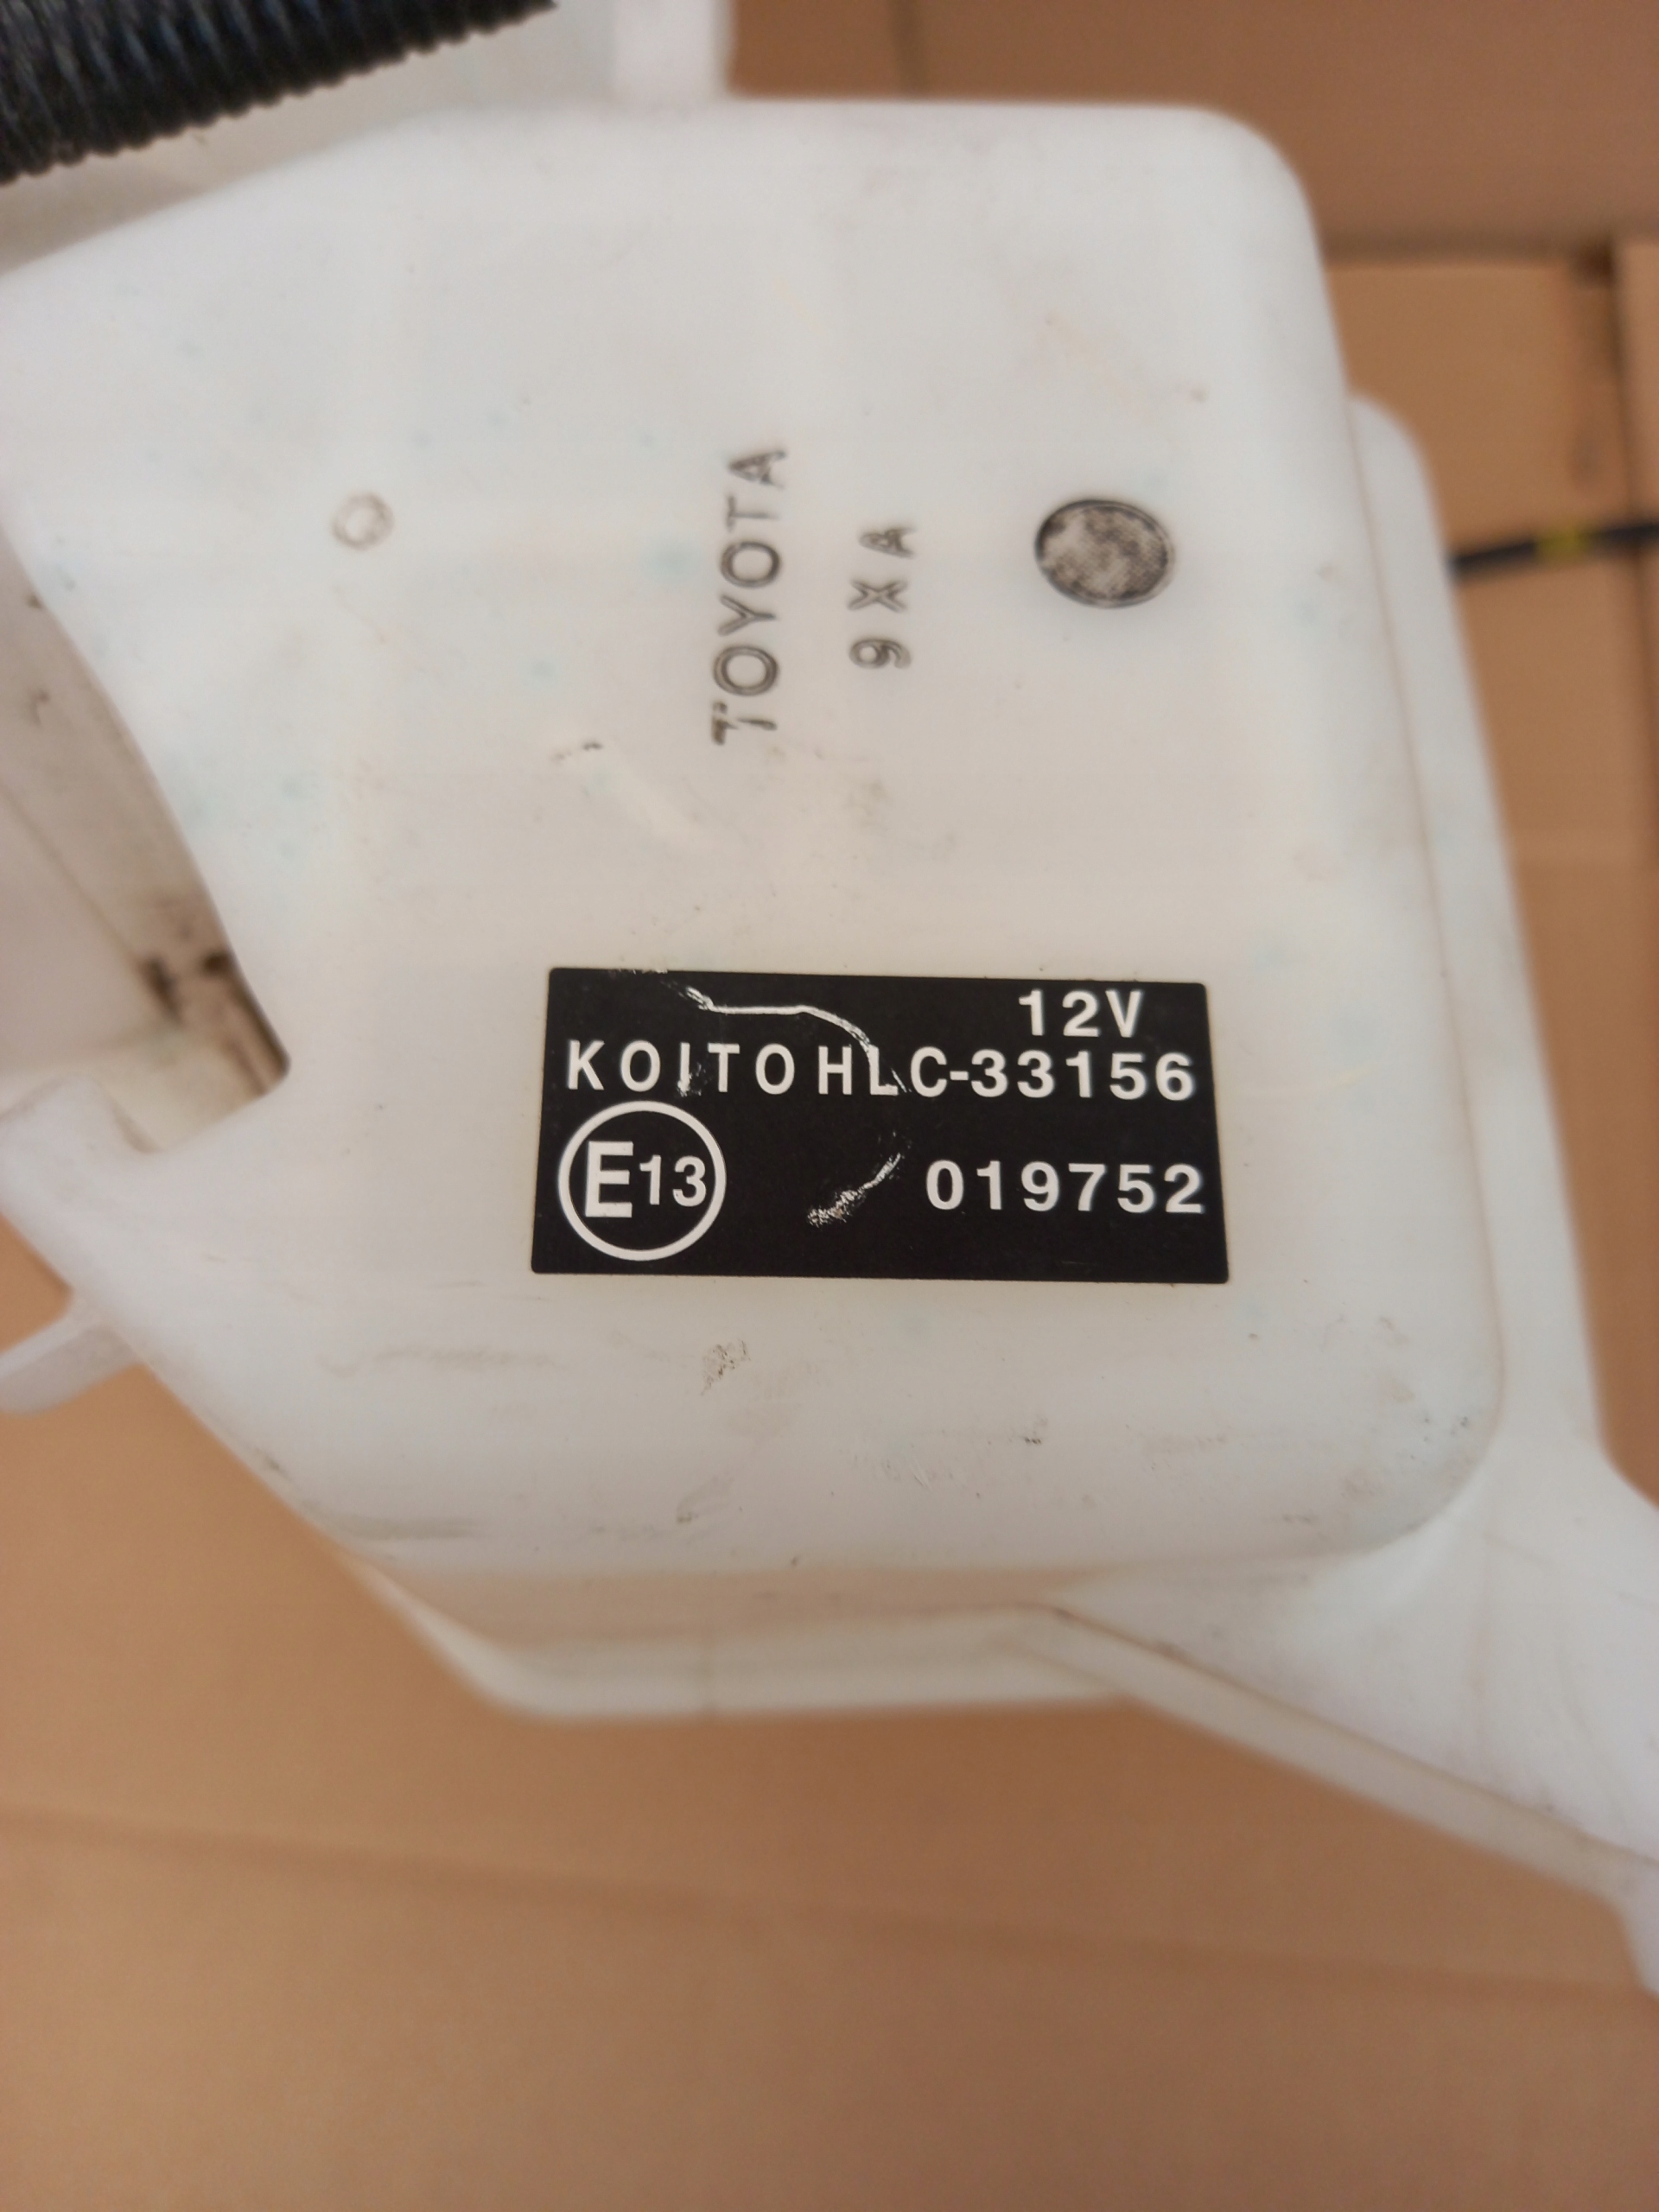 TOYOTA
9XA
12V
KOITO HLC-33156
E13 019752